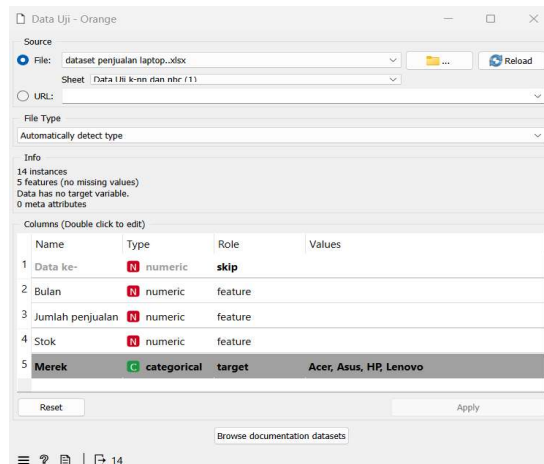 Data Uji - Orange
Source
File: dataset penjualan laptop..xlsx ... Reload
Sheet Data Uji k-nn dan nbc (1)
URL:
File Type
Automatically detect type
Info
14 instances
5 features (no missing values)
Data has no target variable.
0 meta attributes
Columns (Double click to edit)
Name Type Role Values
1 Data ke- N numeric skip
2 Bulan N numeric feature
3 Jumlah penjualan N numeric feature
4 Stok N numeric feature
5 Merek C categorical target Acer, Asus, HP, Lenovo
Reset Apply
Browse documentation datasets
? 14